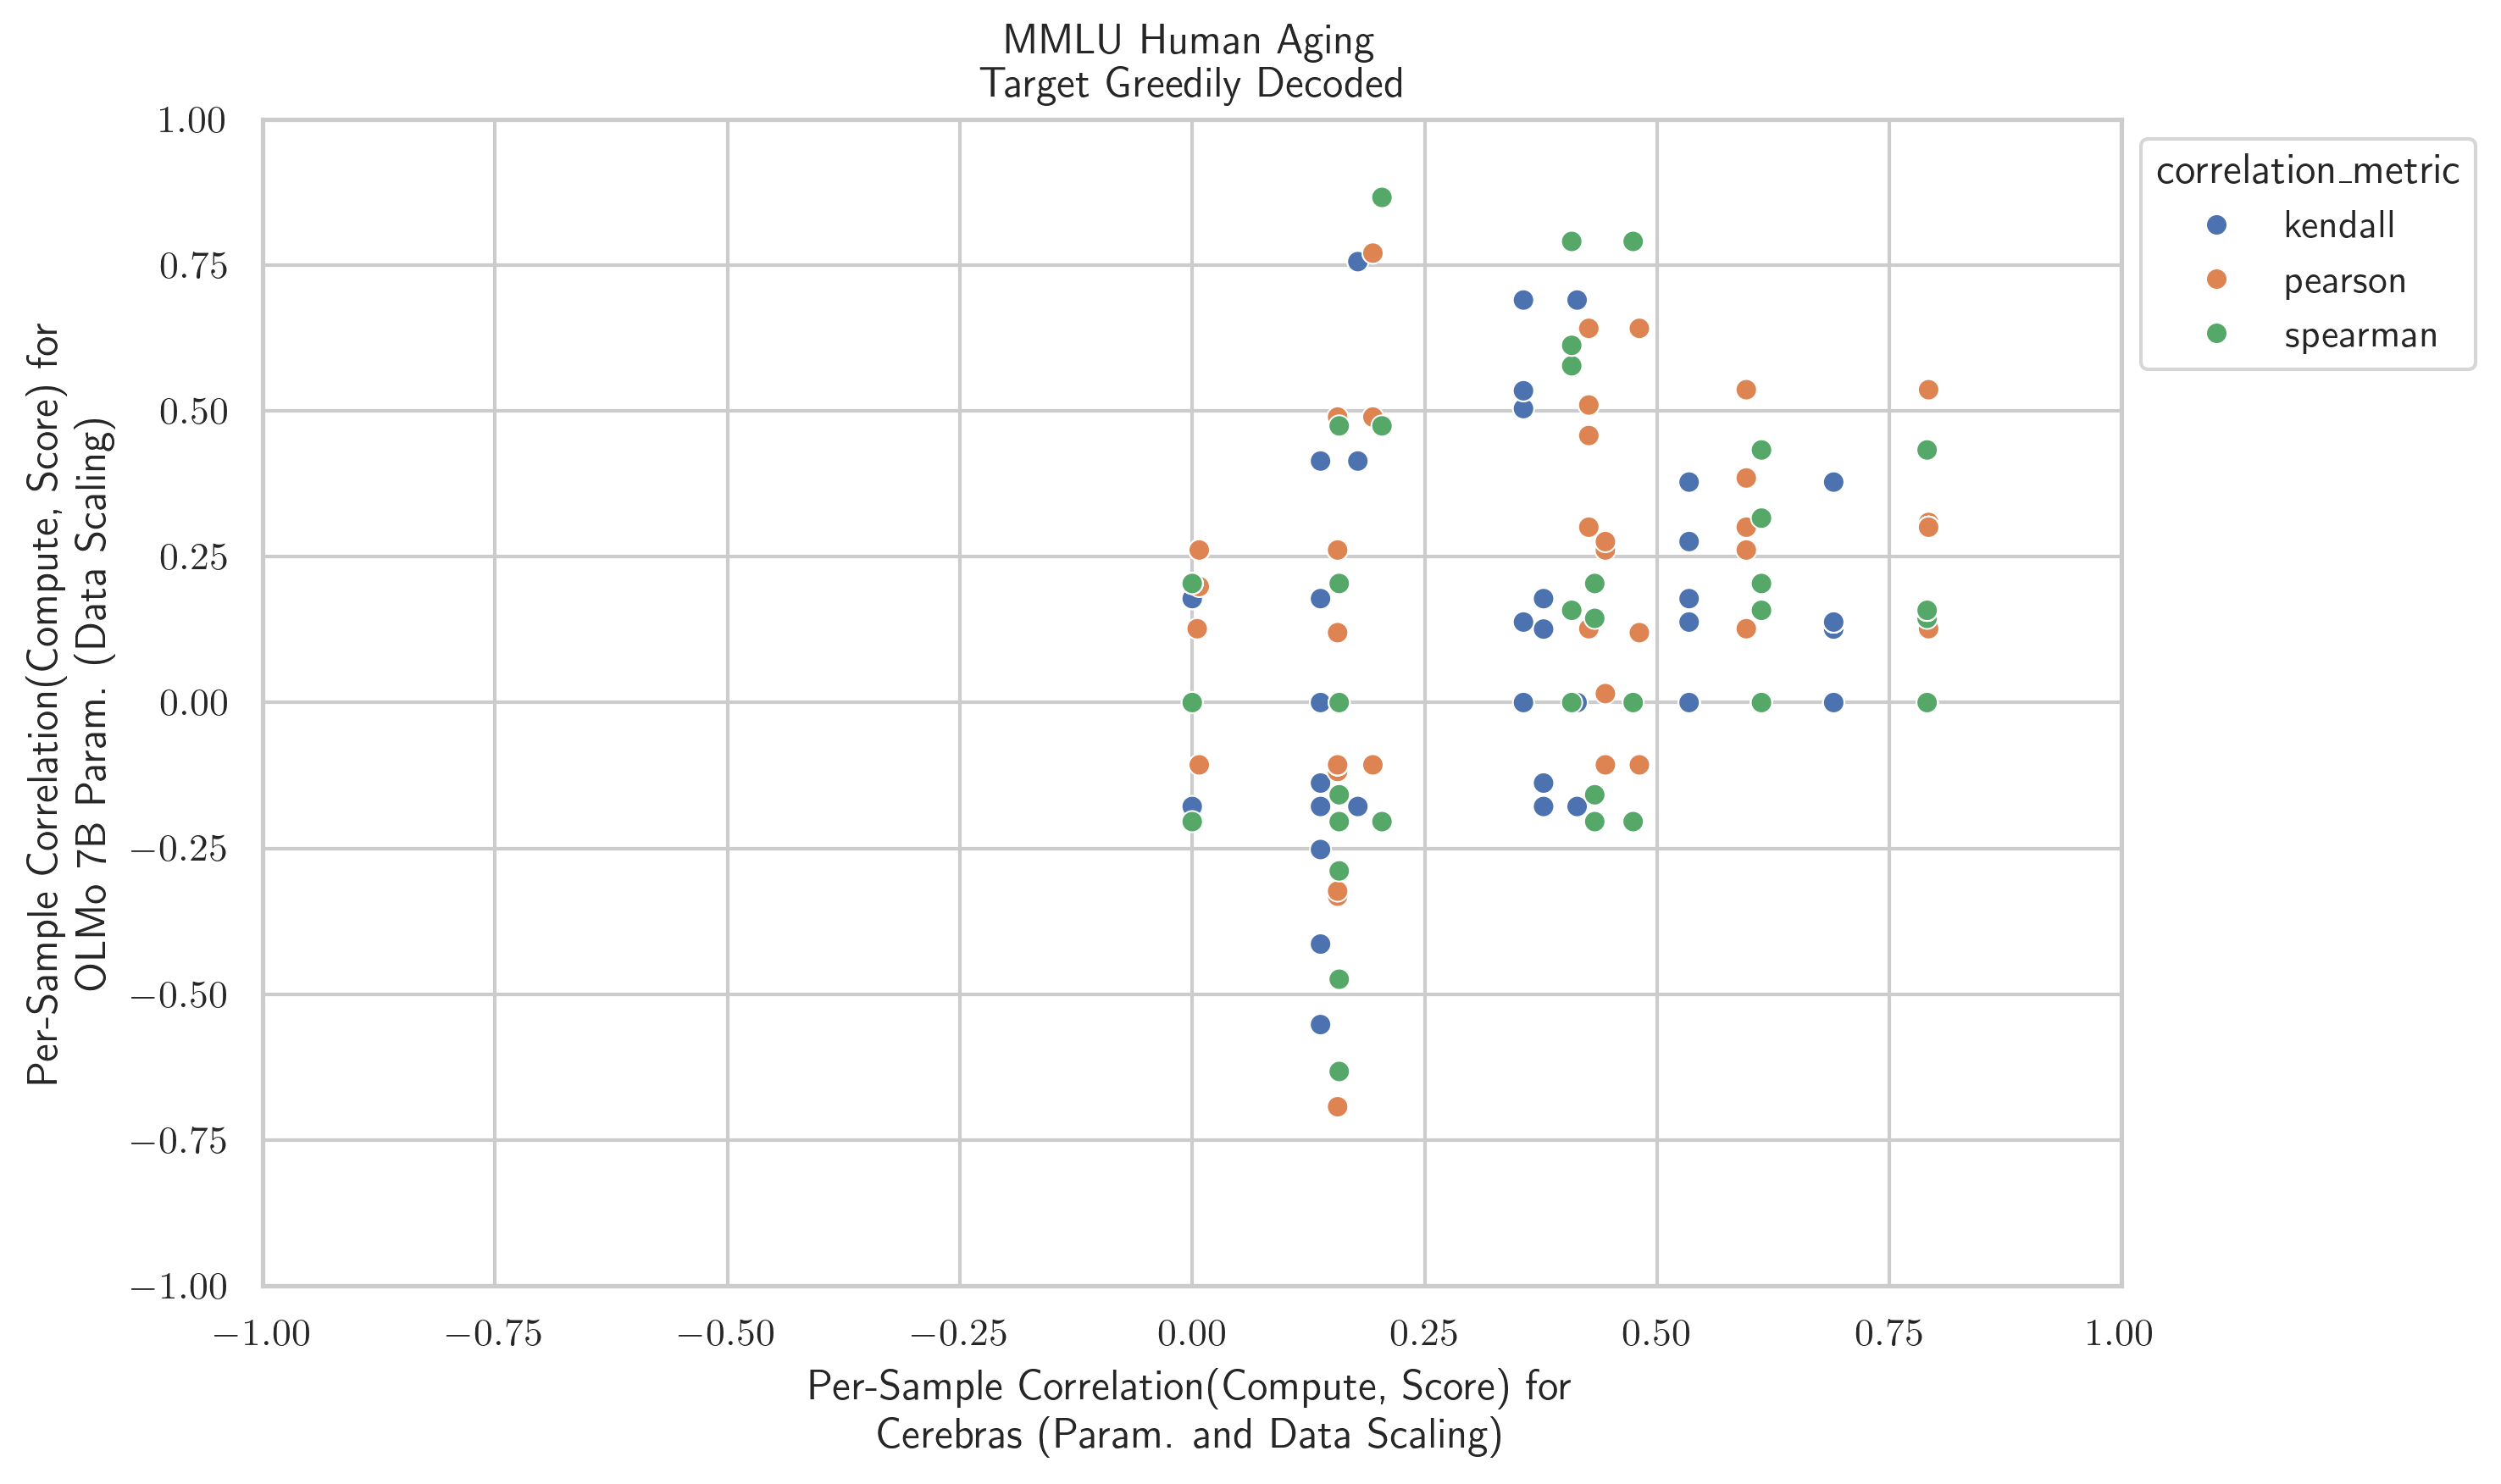 MMLU Human Aging
Target Greedily Decoded
Per-Sample Correlation(Compute, Score) for
OLMo 7B Param. (Data Scaling)
1.00
0.75
0.50
0.25
0.00
−0.25
−0.50
−0.75
−1.00
−1.00 −0.75 −0.50 −0.25 0.00 0.25 0.50 0.75 1.00
Per-Sample Correlation(Compute, Score) for
Cerebras (Param. and Data Scaling)
correlation_metric
kendall
pearson
spearman